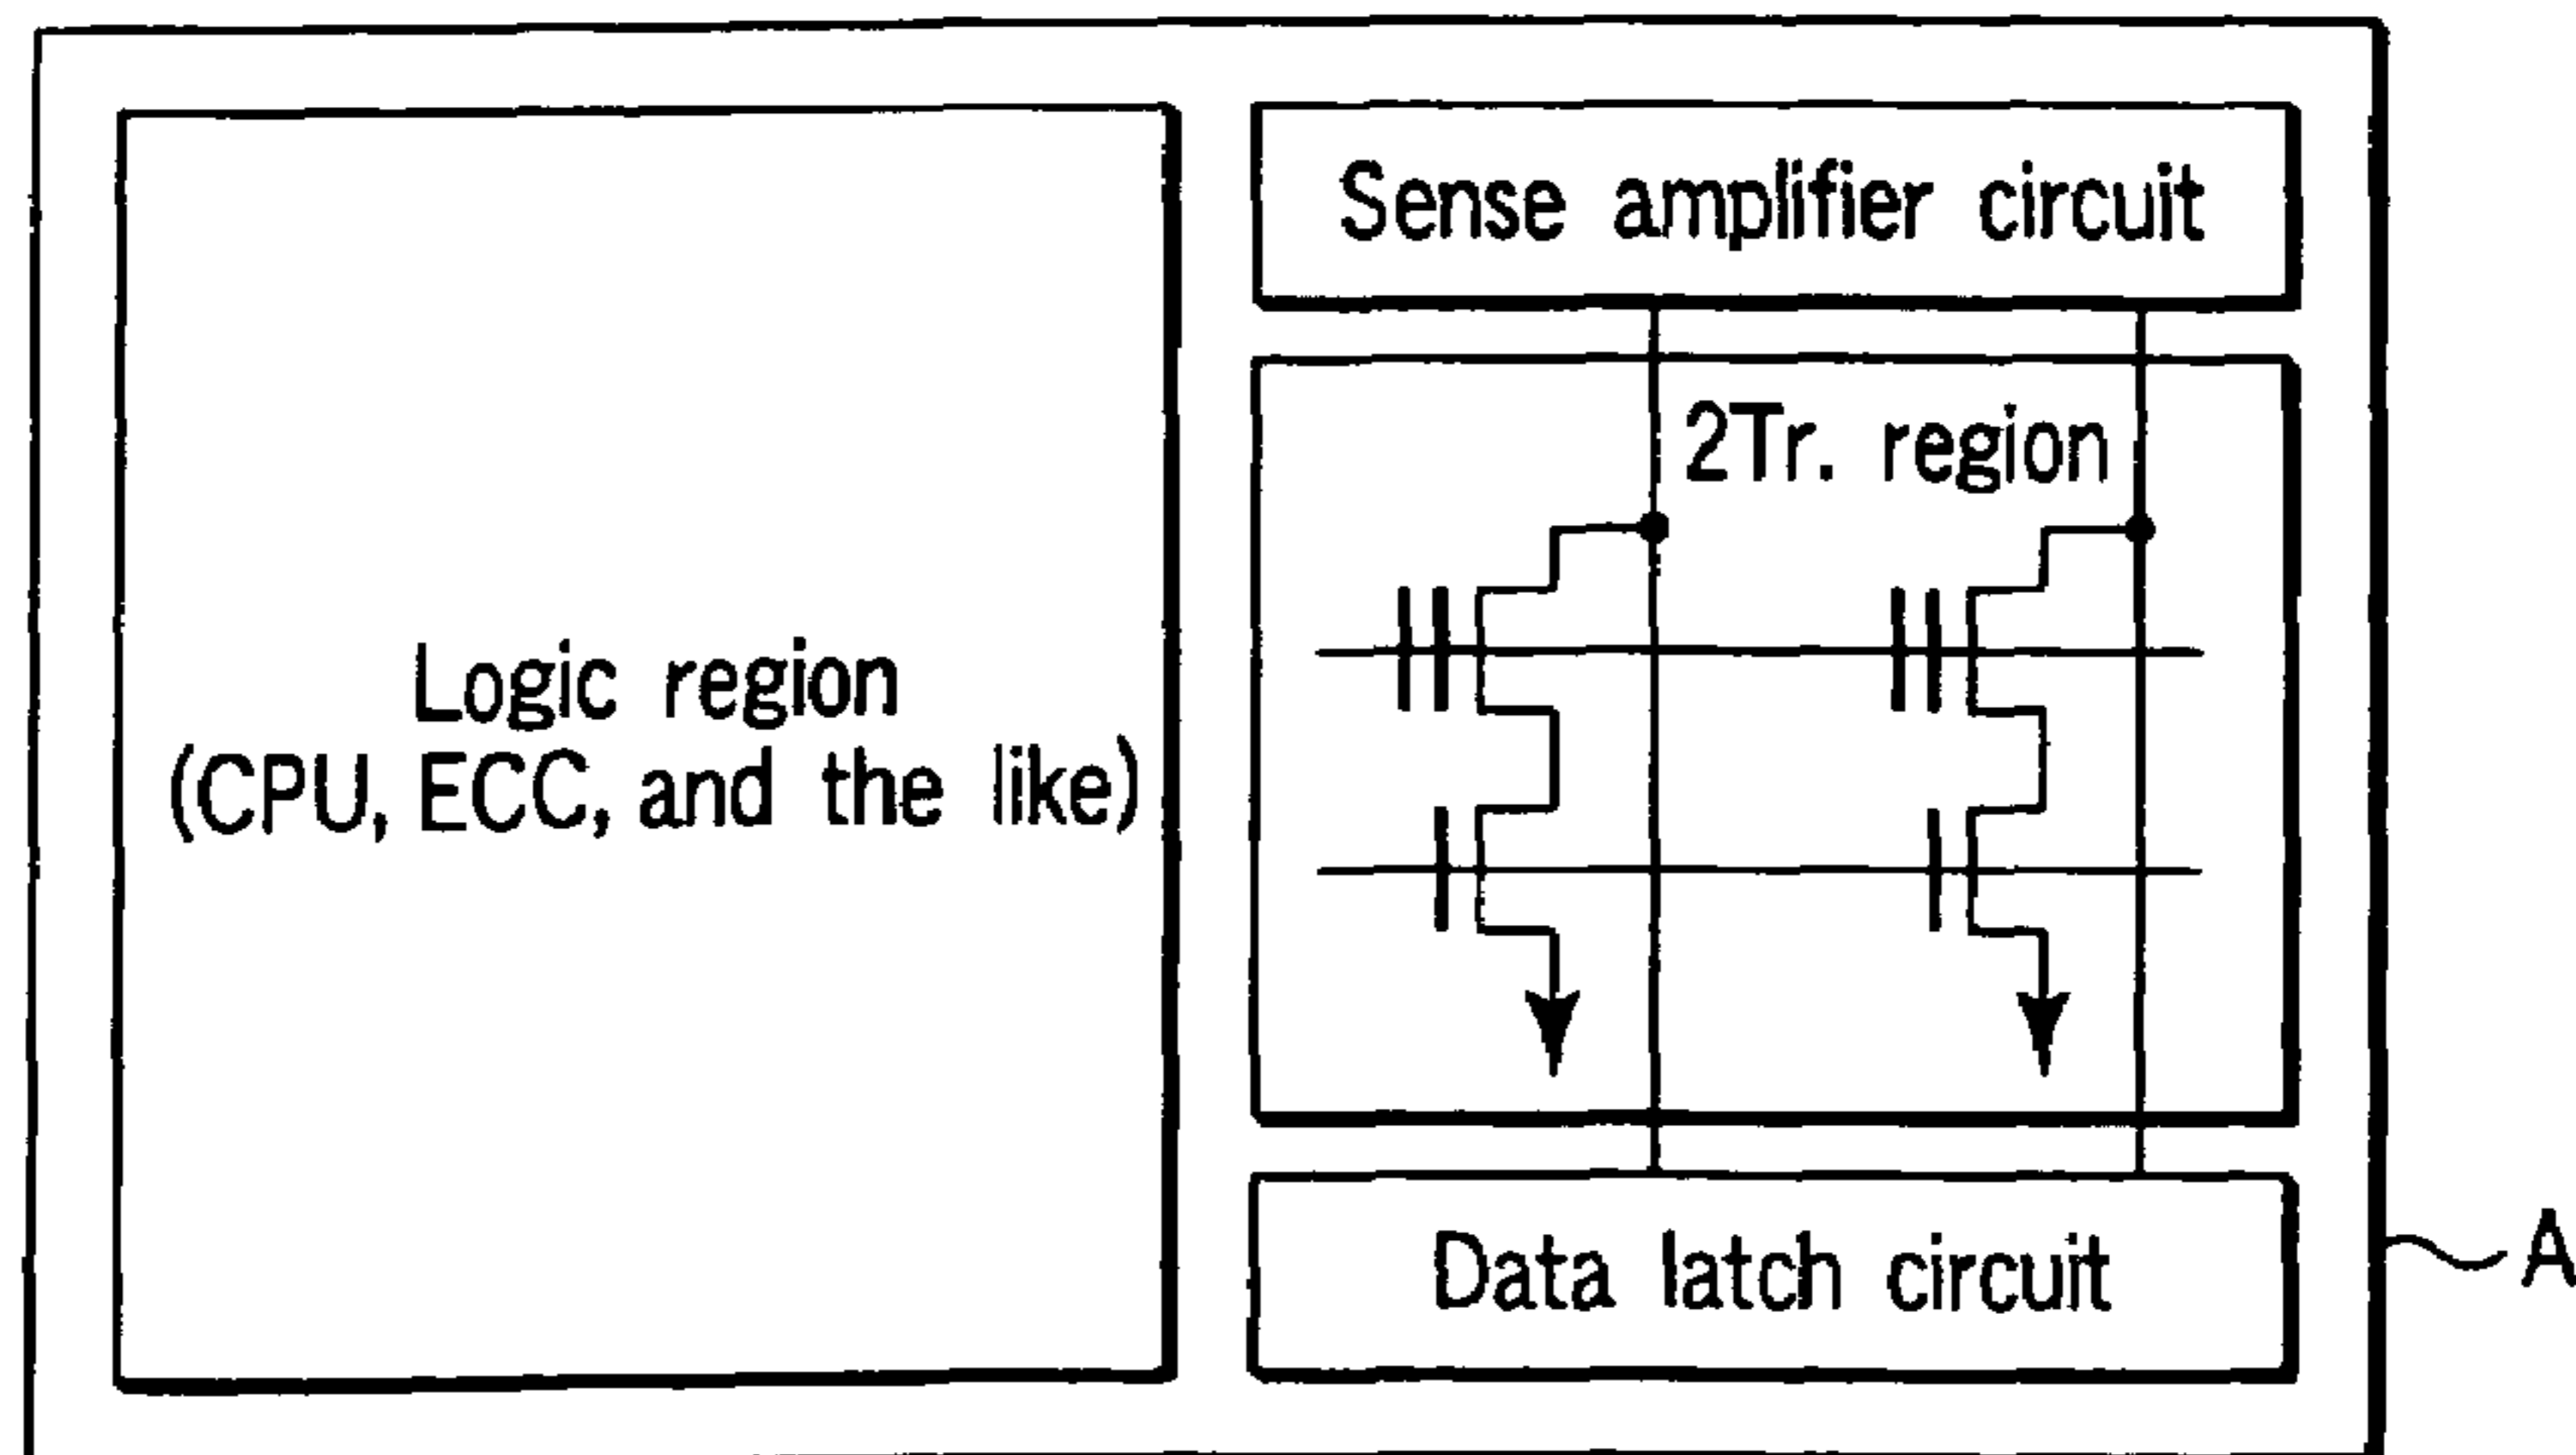 Logic region
(CPU, ECC, and the like)
Sense amplifier circuit
2Tr. region
Data latch circuit
A